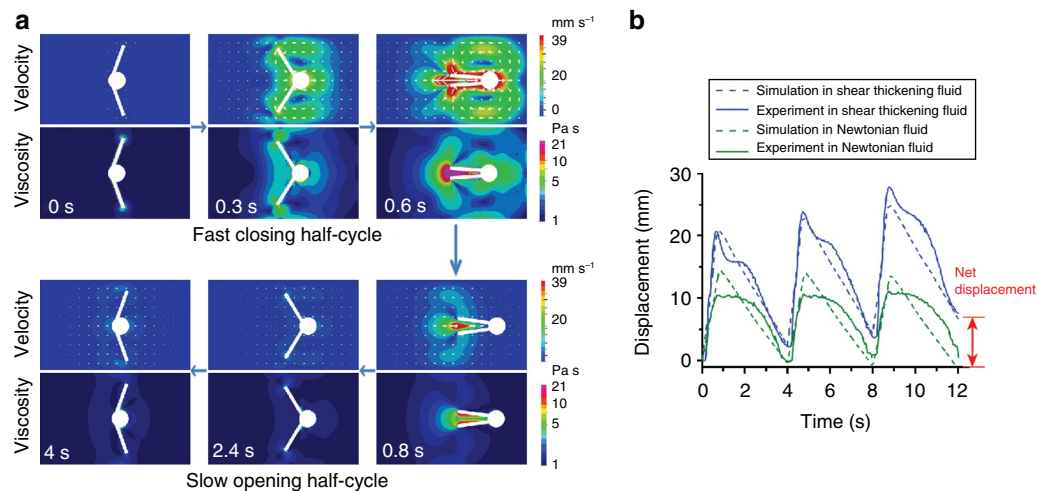 a
Velocity
Viscosity
0 s
0.3 s
0.6 s
mm s⁻¹
39
20
10
0
Pa s
21
10
5
1
Fast closing half-cycle
Velocity
Viscosity
4 s
2.4 s
0.8 s
mm s⁻¹
39
20
10
0
Pa s
21
10
5
1
Slow opening half-cycle
b
Simulation in shear thickening fluid
Experiment in shear thickening fluid
Simulation in Newtonian fluid
Experiment in Newtonian fluid
Displacement (mm)
30
20
10
0
0 2 4 6 8 10 12
Time (s)
Net
displacement